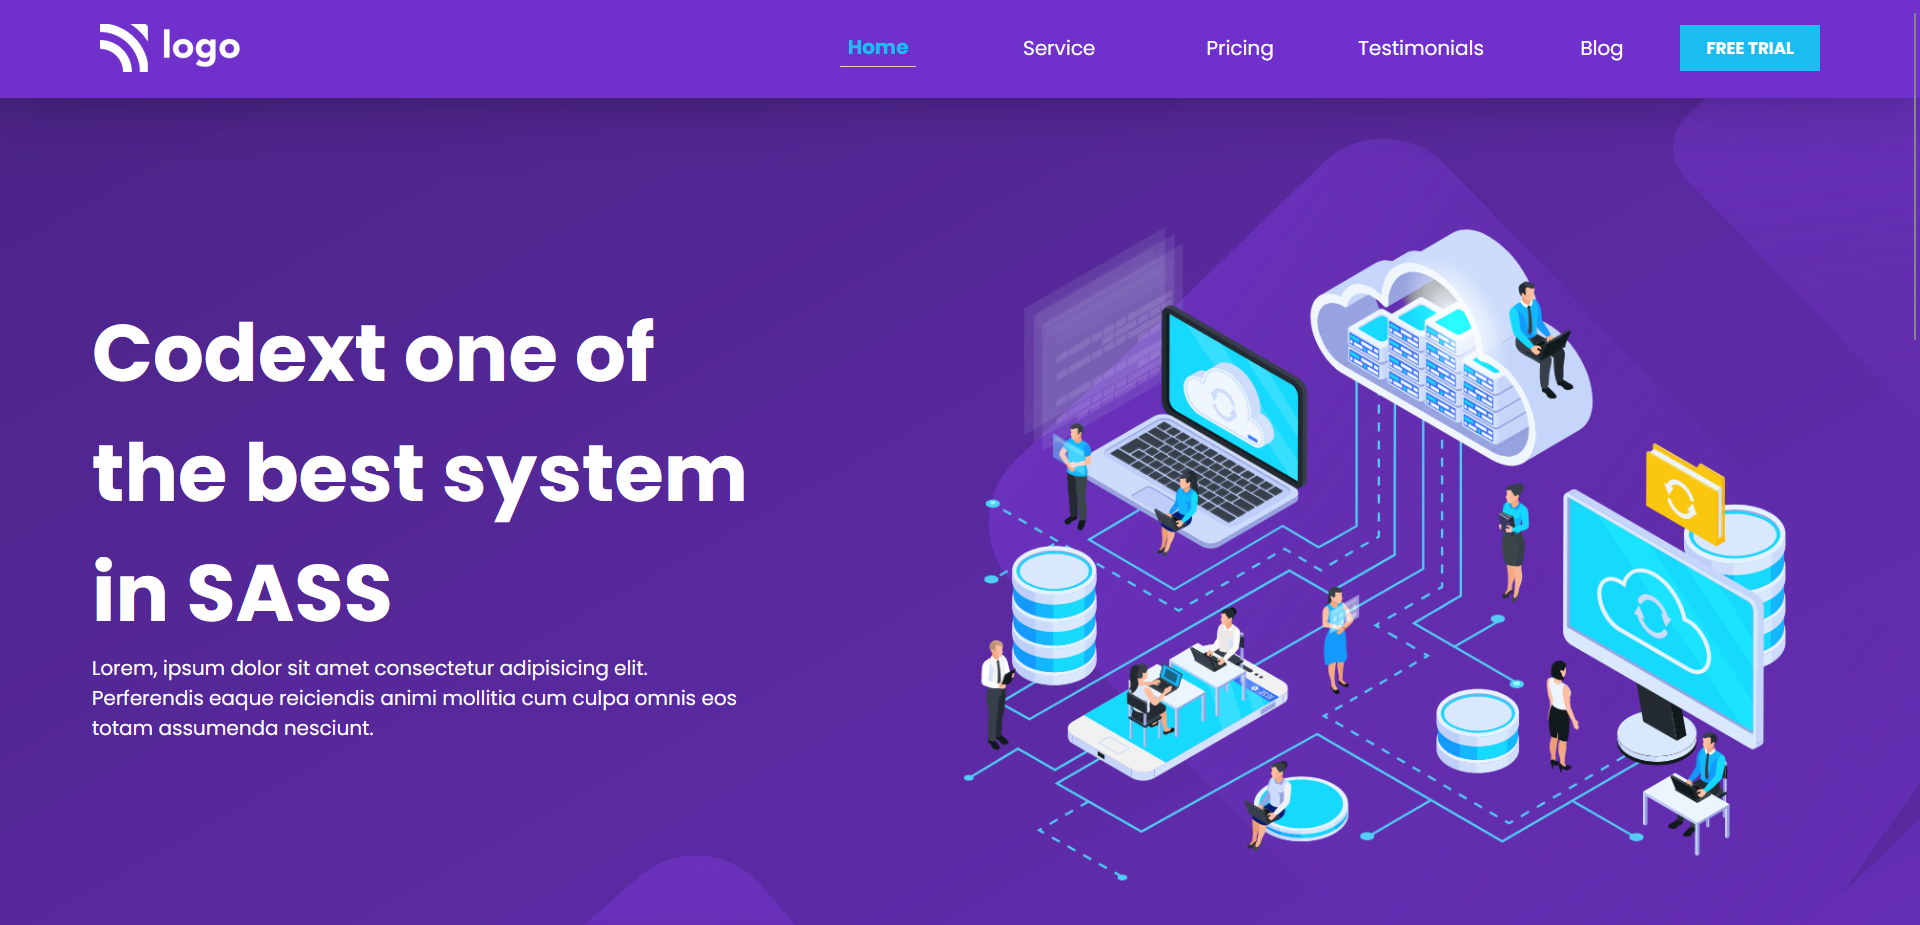 logo
Home Service Pricing Testimonials Blog FREE TRIAL
Codext one of
the best system
in SASS
Lorem, ipsum dolor sit amet consectetur adipisicing elit.
Perferendis eaque reiciendis animi mollitia cum culpa omnis eos
totam assumenda nesciunt.